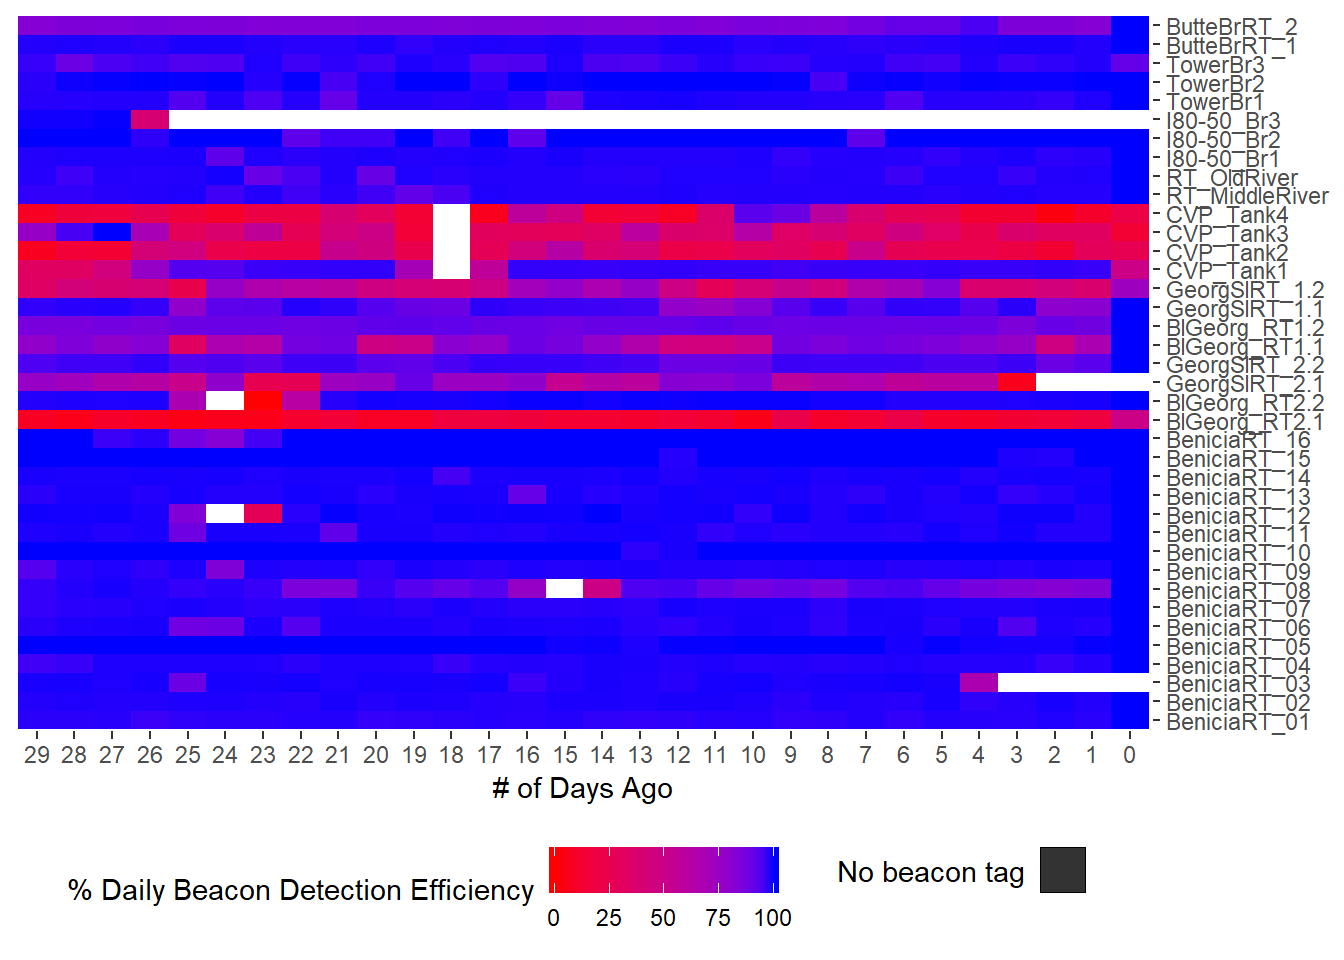 ButteBrRT_2
ButteBrRT_1
TowerBr3
TowerBr2
TowerBr1
I80-50_Br3
I80-50_Br2
I80-50_Br1
RT_OldRiver
RT_MiddleRiver
CVP_Tank4
CVP_Tank3
CVP_Tank2
CVP_Tank1
GeorgSlRT_1.2
GeorgSlRT_1.1
BlGeorg_RT1.2
BlGeorg_RT1.1
GeorgSlRT_2.2
GeorgSlRT_2.1
BlGeorg_RT2.2
BlGeorg_RT2.1
BeniciaRT_16
BeniciaRT_15
BeniciaRT_14
BeniciaRT_13
BeniciaRT_12
BeniciaRT_11
BeniciaRT_10
BeniciaRT_09
BeniciaRT_08
BeniciaRT_07
BeniciaRT_06
BeniciaRT_05
BeniciaRT_04
BeniciaRT_03
BeniciaRT_02
BeniciaRT_01
29 28 27 26 25 24 23 22 21 20 19 18 17 16 15 14 13 12 11 10 9 8 7 6 5 4 3 2 1 0
# of Days Ago
% Daily Beacon Detection Efficiency
0 25 50 75 100
No beacon tag